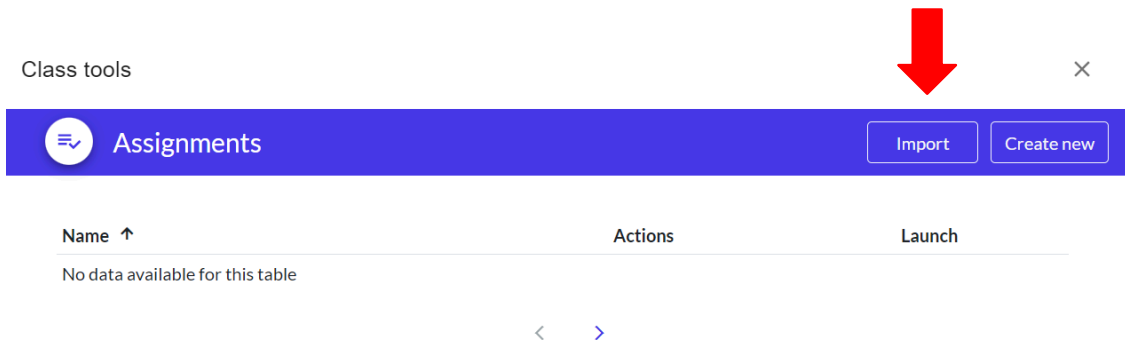 Class tools
Assignments
Import
Create new
Name
Actions
Launch
No data available for this table